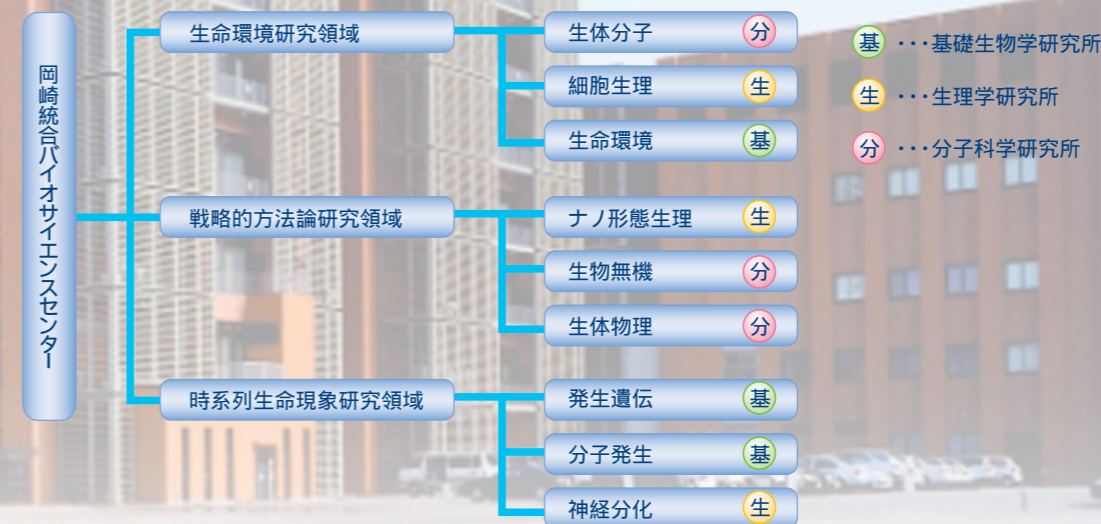 岡崎統合バイオサイエンスセンター
生命環境研究領域
生体分子 分
細胞生理 生
生命環境 基
戦略的方法論研究領域
ナノ形態生理 生
生物無機 分
生体物理 分
時系列生命現象研究領域
発生遺伝 基
分子発生 基
神経分化 生
基 ・・・基礎生物学研究所
生 ・・・生理学研究所
分 ・・・分子科学研究所